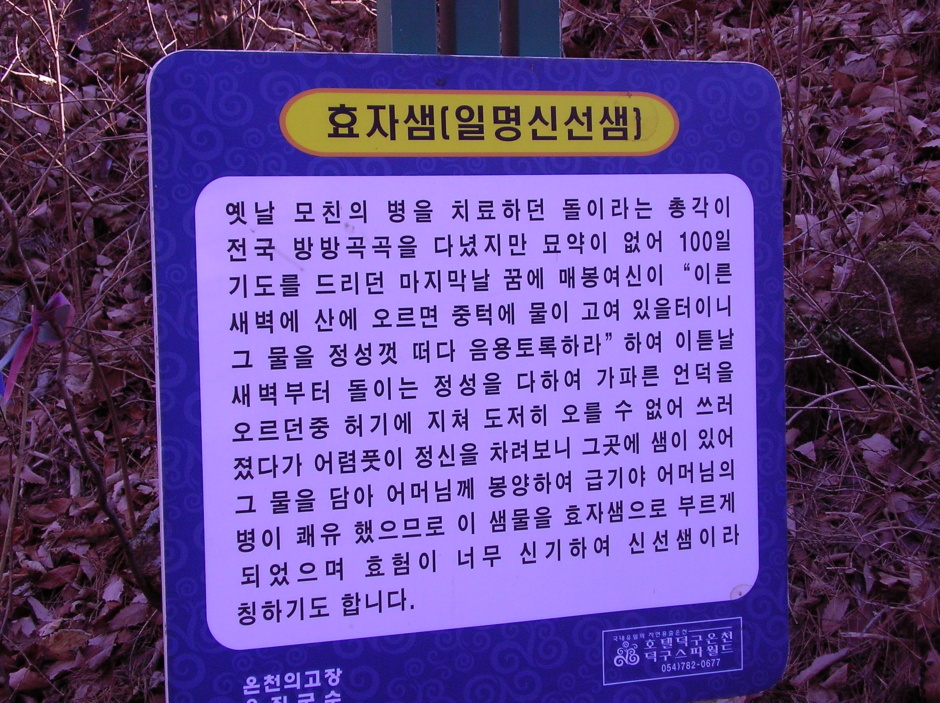 효자샘(일명신선샘)
옛날 모친의 병을 치료하던 돌이라는 총각이
전국 방방곡곡을 다녔지만 묘약이 없어 100일
기도를 드리던 마지막날 꿈에 매봉여신이 “이른
새벽에 산에 오르면 중턱에 물이 고여 있을터이니
그 물을 정성껏 떠다 음용토록하라” 하여 이튿날
새벽부터 돌이는 정성을 다하여 가파른 언덕을
오르던중 허기에 지쳐 도저히 오를 수 없어 쓰러
졌다가 어렴풋이 정신을 차려보니 그곳에 샘이 있어
그 물을 담아 어머님께 봉양하여 급기야 어머님의
병이 쾌유 했으므로 이 샘물을 효자샘으로 부르게
되었으며 효험이 너무 신기하여 신선샘이라
칭하기도 합니다.
국내유일의 자연용출온천
호텔덕구온천
덕구스파월드
054)782-0677
온천의고장